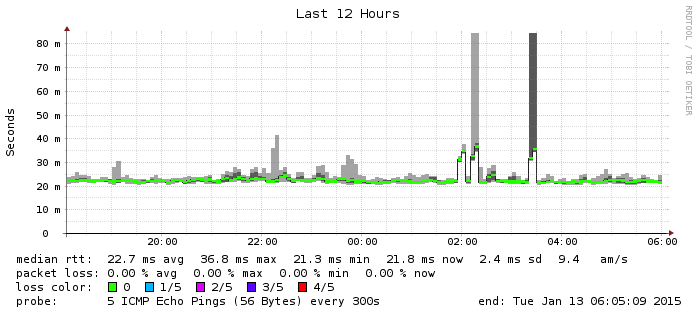 Last 12 Hours
RRDTOOL / TOBI OETIKER
Seconds
80 m
70 m
60 m
50 m
40 m
30 m
20 m
10 m
0
20:00 22:00 00:00 02:00 04:00 06:00
median rtt: 22.7 ms avg 36.8 ms max 21.3 ms min 21.8 ms now 2.4 ms sd 9.4 am/s
packet loss: 0.00 % avg 0.00 % max 0.00 % min 0.00 % now
loss color: 0 1/5 2/5 3/5 4/5
probe: 5 ICMP Echo Pings (56 Bytes) every 300s end: Tue Jan 13 06:05:09 2015